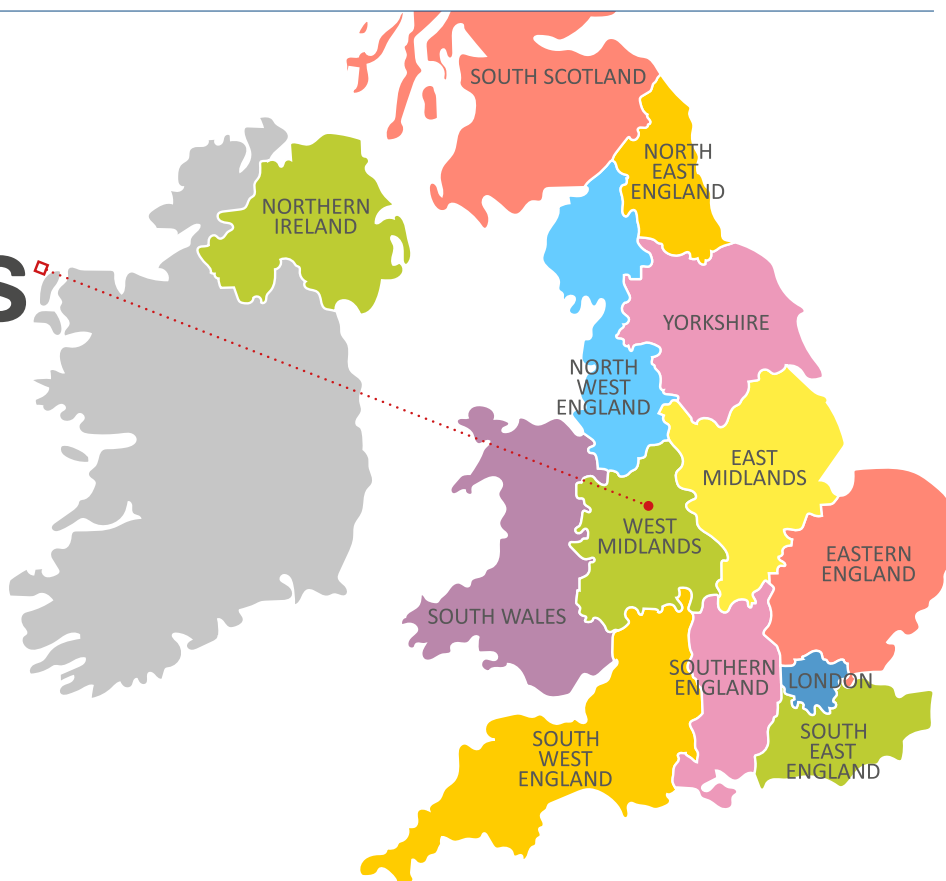 SOUTH SCOTLAND
NORTH
EAST
ENGLAND
NORTHERN
IRELAND
S
YORKSHIRE
NORTH
WEST
ENGLAND
EAST
MIDLANDS
WEST
MIDLANDS
EASTERN
ENGLAND
SOUTH WALES
SOUTHERN
ENGLAND
LONDON
SOUTH
WEST
ENGLAND
SOUTH
EAST
ENGLAND